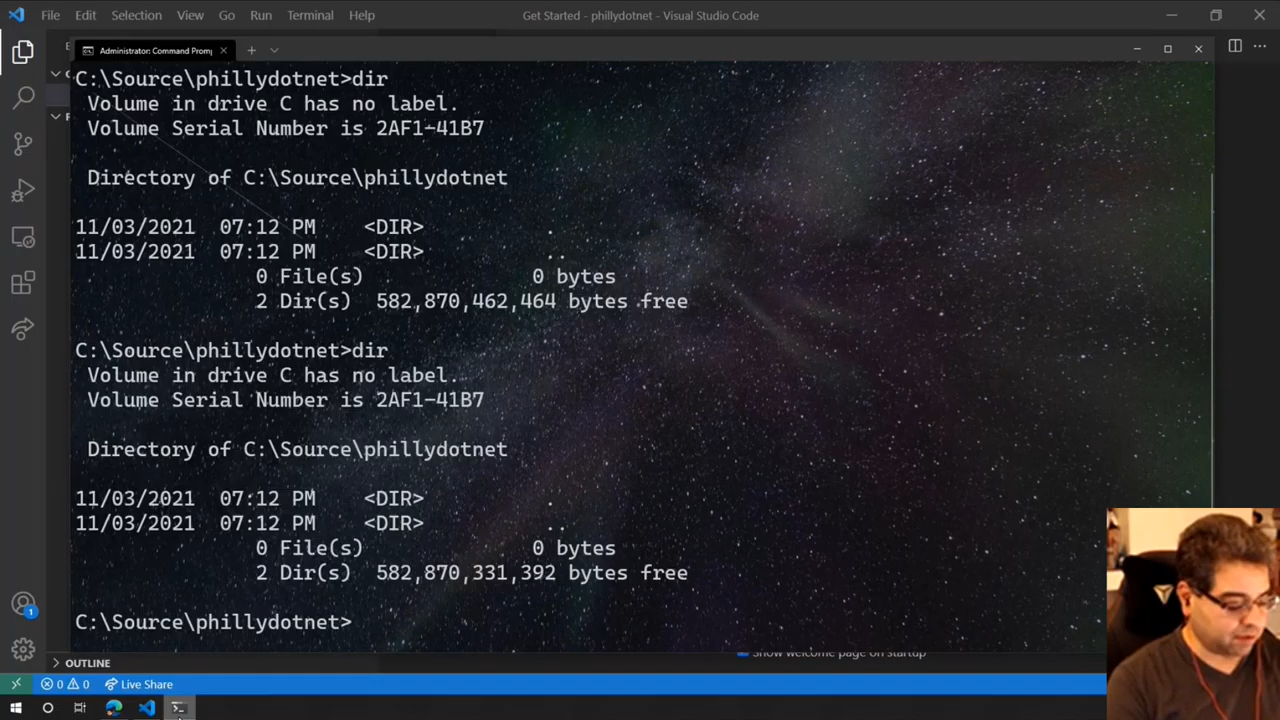 File Edit Selection View Go Run Terminal Help
Get Started - phillydotnet - Visual Studio Code
Administrator: Command Promp
C:\Source\phillydotnet>dir
Volume in drive C has no label.
Volume Serial Number is 2AF1-41B7
Directory of C:\Source\phillydotnet
11/03/2021 07:12 PM <DIR> .
11/03/2021 07:12 PM <DIR> ..
0 File(s) 0 bytes
2 Dir(s) 582,870,462,464 bytes free
C:\Source\phillydotnet>dir
Volume in drive C has no label.
Volume Serial Number is 2AF1-41B7
Directory of C:\Source\phillydotnet
11/03/2021 07:12 PM <DIR> .
11/03/2021 07:12 PM <DIR> ..
0 File(s) 0 bytes
2 Dir(s) 582,870,331,392 bytes free
C:\Source\phillydotnet>
Show welcome page on startup
1
OUTLINE
0 0 Live Share